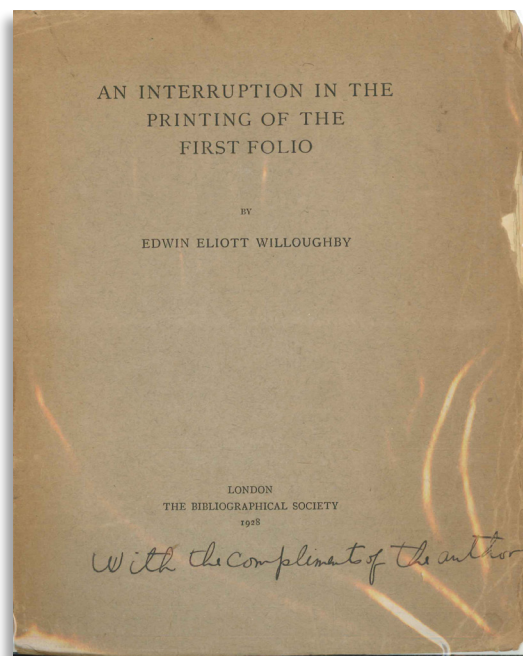 AN INTERRUPTION IN THE
PRINTING OF THE
FIRST FOLIO
BY
EDWIN ELIOTT WILLOUGHBY
LONDON
THE BIBLIOGRAPHICAL SOCIETY
1928
With the compliments of the author